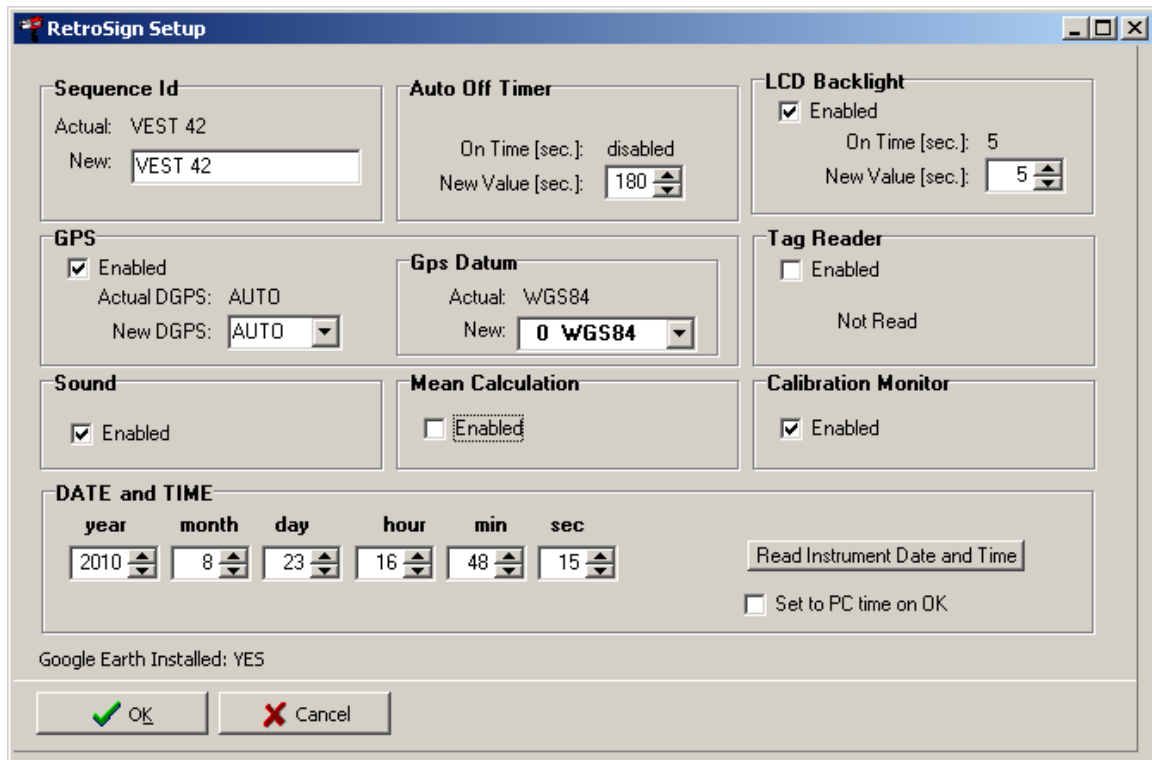 RetroSign Setup
Sequence Id
Actual: VEST 42
New: VEST 42
Auto Off Timer
On Time [sec.]: disabled
New Value [sec.]: 180
LCD Backlight
Enabled
On Time [sec.]: 5
New Value [sec.]: 5
GPS
Enabled
Actual DGPS: AUTO
New DGPS: AUTO
Gps Datum
Actual: WGS84
New: 0 WGS84
Tag Reader
Enabled
Not Read
Sound
Enabled
Mean Calculation
Enabled
Calibration Monitor
Enabled
DATE and TIME
year month day hour min sec
2010 8 23 16 48 15
Read Instrument Date and Time
Set to PC time on OK
Google Earth Installed: YES
OK Cancel